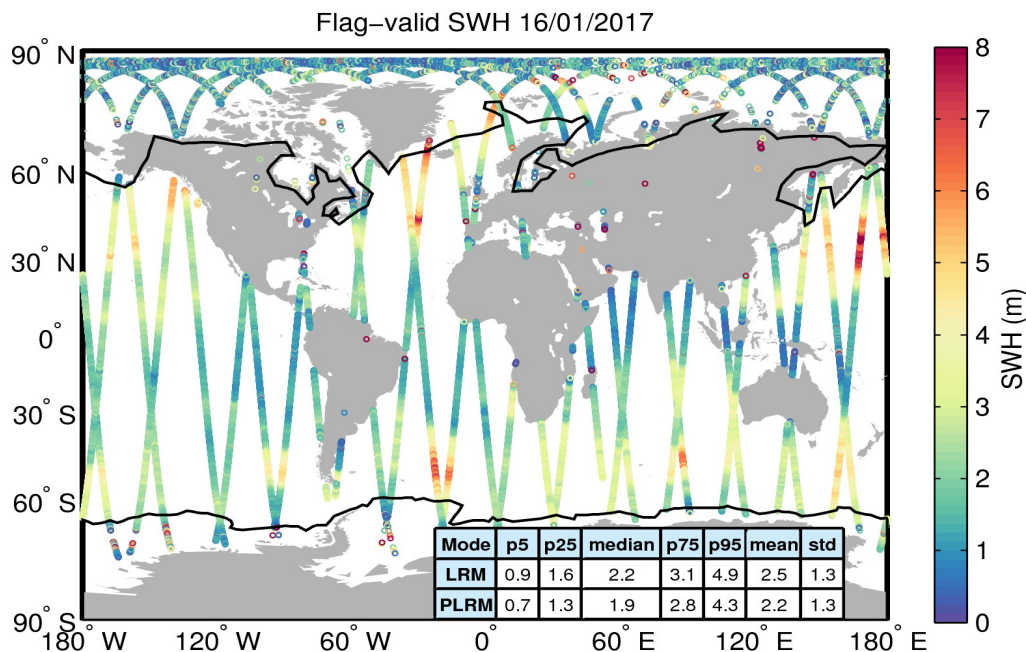 Flag−valid SWH 16/01/2017
90° N
60° N
30° N
0°
30° S
60° S
90° S
180° W
120° W
60° W
0°
60° E
120° E
180° E
Mode p5 p25 median p75 p95 mean std
LRM 0.9 1.6 2.2 3.1 4.9 2.5 1.3
PLRM 0.7 1.3 1.9 2.8 4.3 2.2 1.3
8
7
6
5
4
3
2
1
0
SWH (m)